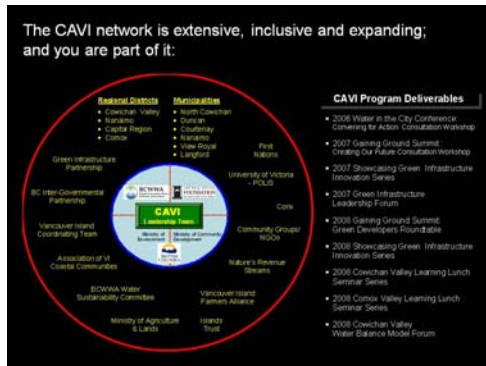 The CAVI network is extensive, inclusive and expanding;
and you are part of it:
Regional Districts
• Cowichan Valley
• Nanaimo
• Capital Region
• Comox
Municipalities
• North Cowichan
• Duncan
• Courtenay
• Nanaimo
• View Royal
• Langford
Green Infrastructure
Partnership
BC Inter-Governmental
Partnership
Vancouver Island
Coordinating Team
Association of VI
Coastal Communities
BCWWA Water
Sustainability Committee
Ministry of Agriculture
& Lands
Islands
Trust
Vancouver Island
Farmers Alliance
Nature's Revenue
Streams
Community Groups/
NGOs
University of Victoria
- POLIS
First
Nations
BCWWA
CAVI
Leadership Team
Ministry of
Environment
Ministry of Community
Development
CAVI Program Deliverables
• 2006 Water in the City Conference:
Convening for Action Consultation Workshop
• 2007 Gaining Ground Summit:
Creating Our Future Consultation Workshop
• 2007 Showcasing Green Infrastructure
Innovation Series
• 2007 Green Infrastructure
Leadership Forum
• 2008 Gaining Ground Summit:
Green Developers Roundtable
• 2008 Showcasing Green Infrastructure
Innovation Series
• 2008 Cowichan Valley Learning Lunch
Seminar Series
• 2008 Comox Valley Learning Lunch
Seminar Series
• 2008 Cowichan Valley
Water Balance Model Forum